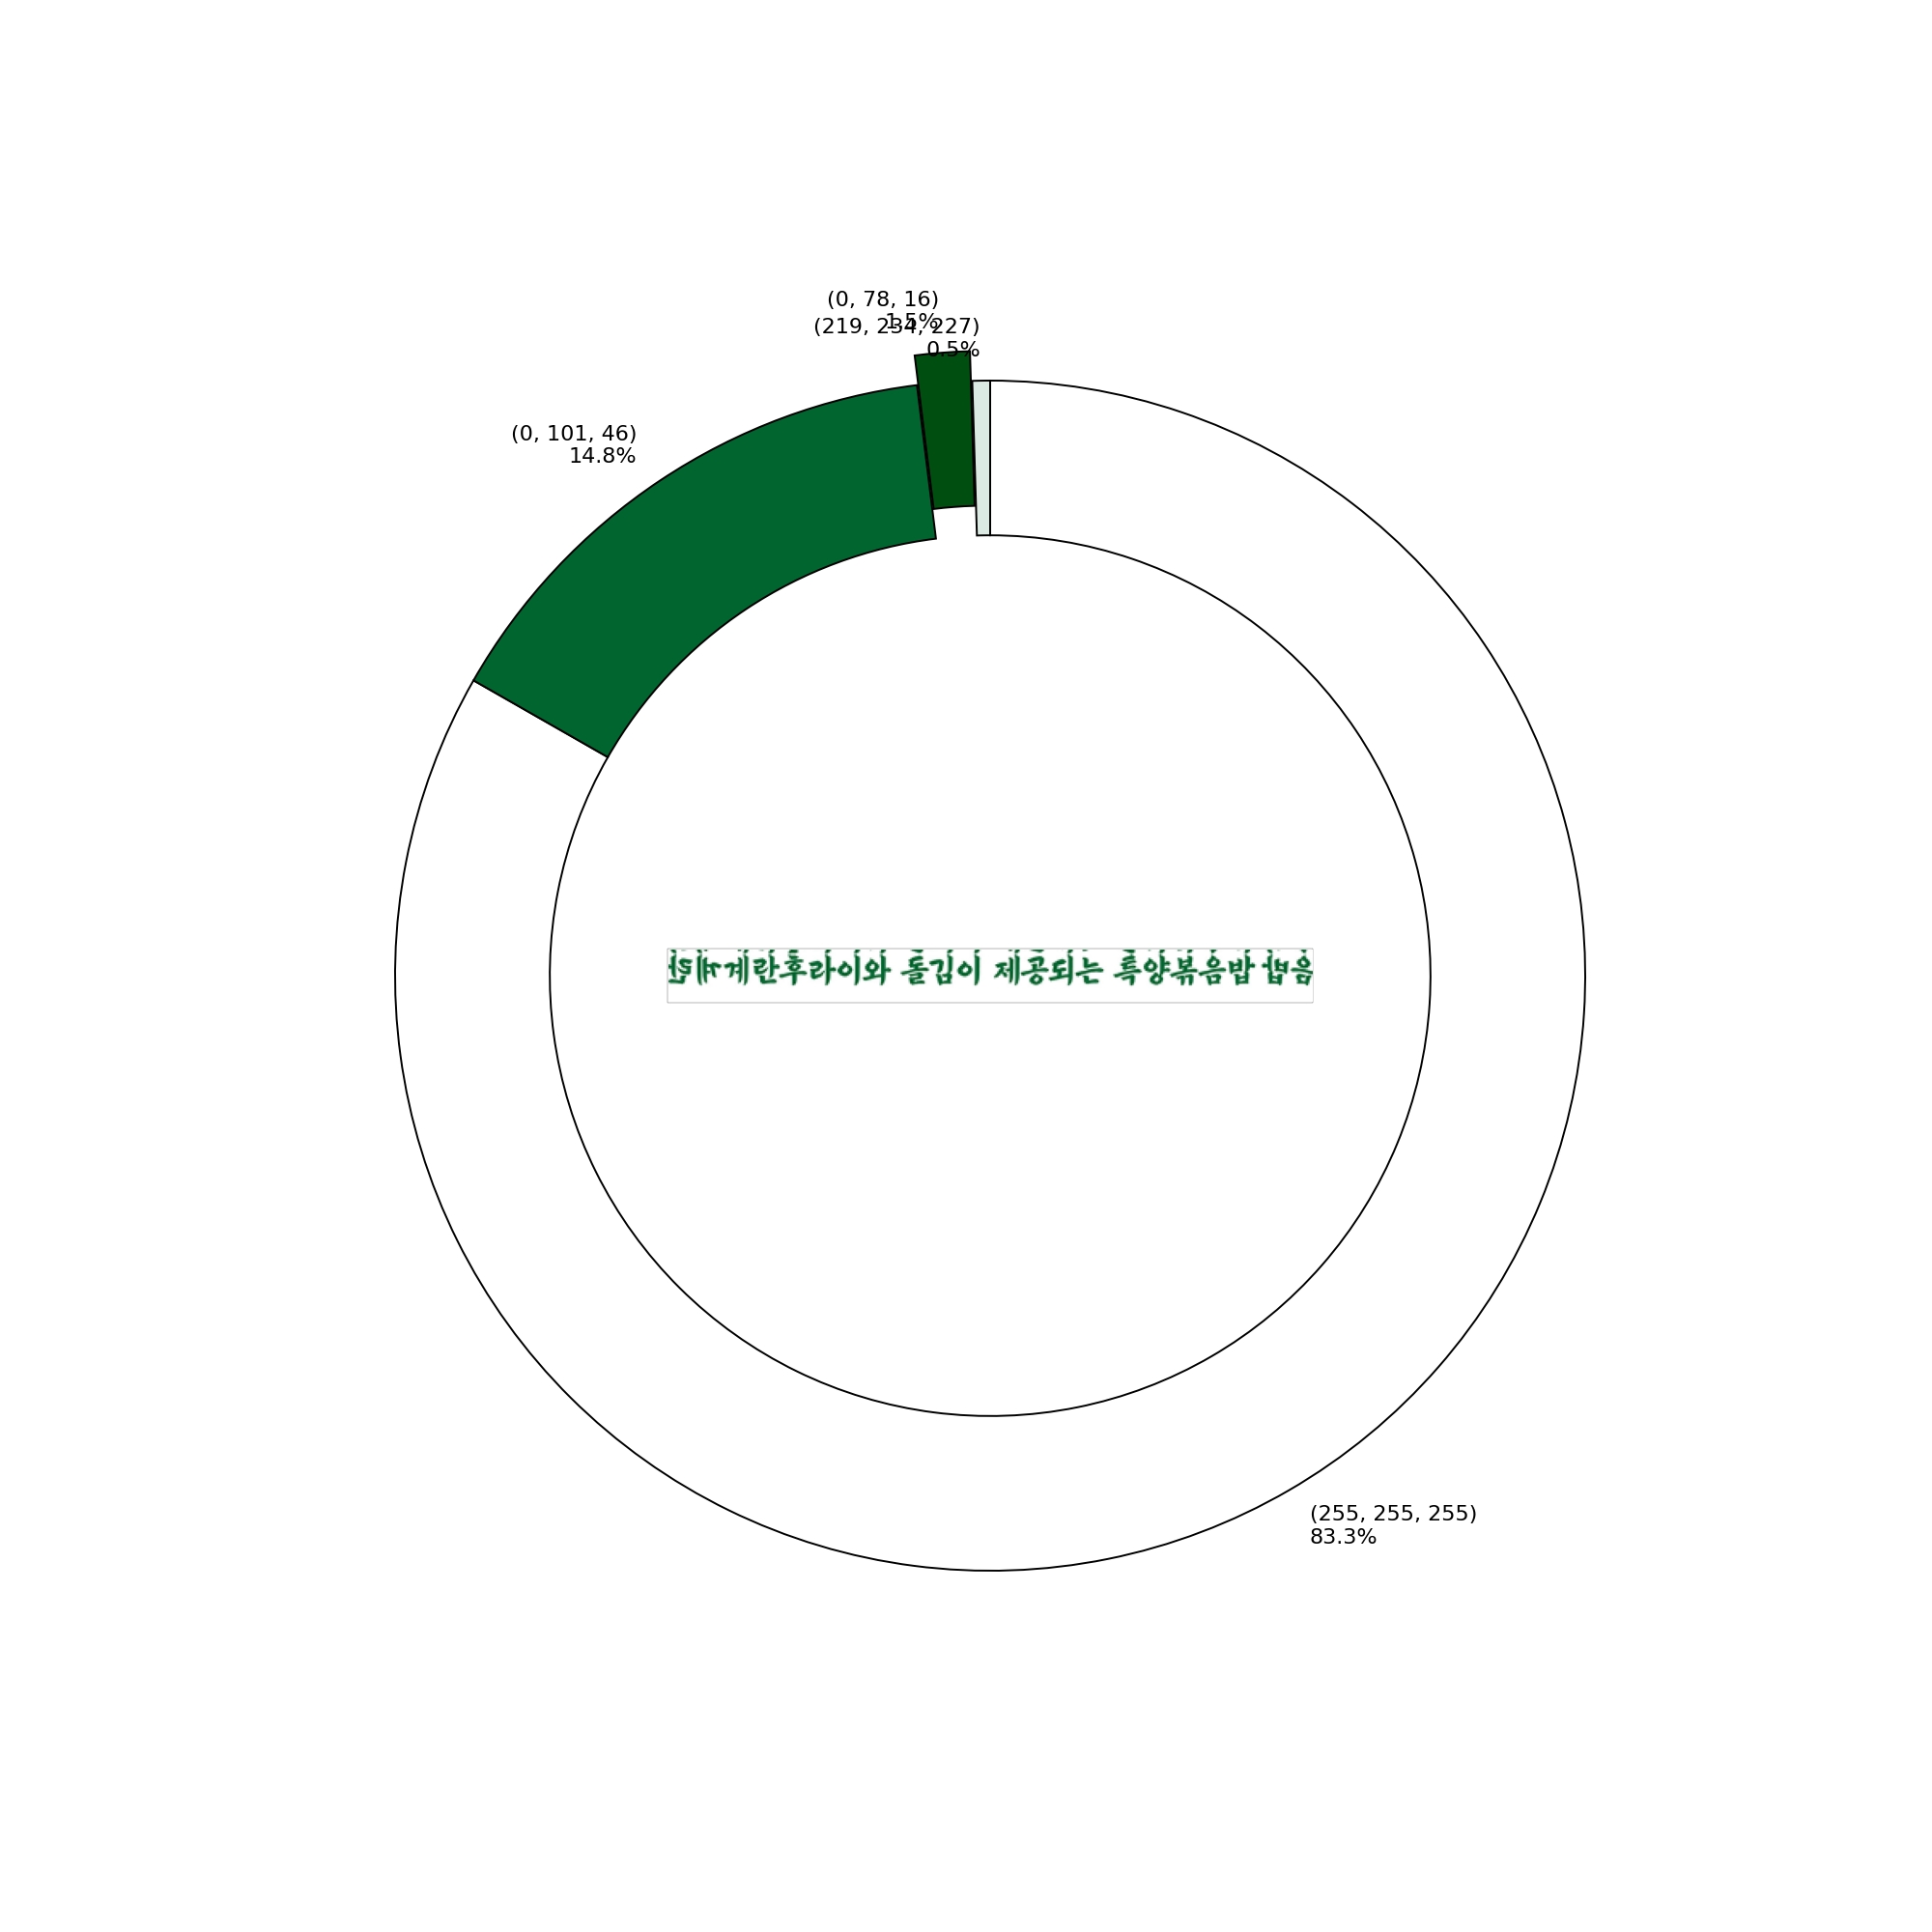 (0, 78, 16)
1.5%
(219, 234, 227)
0.5%
(0, 101, 46)
14.8%
계란후라이와 돌김이 제공되는 특양볶음밥
(255, 255, 255)
83.3%